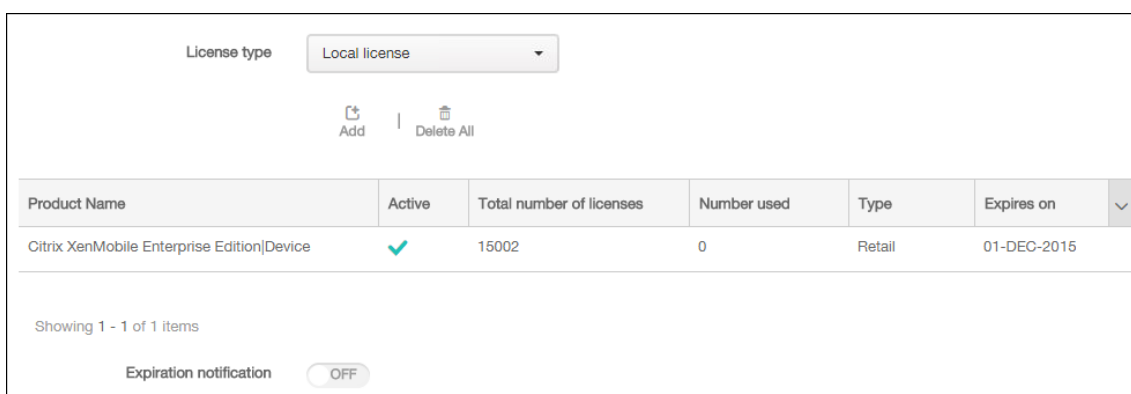 License type Local license
Add | Delete All
Product Name Active Total number of licenses Number used Type Expires on
Citrix XenMobile Enterprise Edition|Device 15002 0 Retail 01-DEC-2015
Showing 1 - 1 of 1 items
Expiration notification OFF